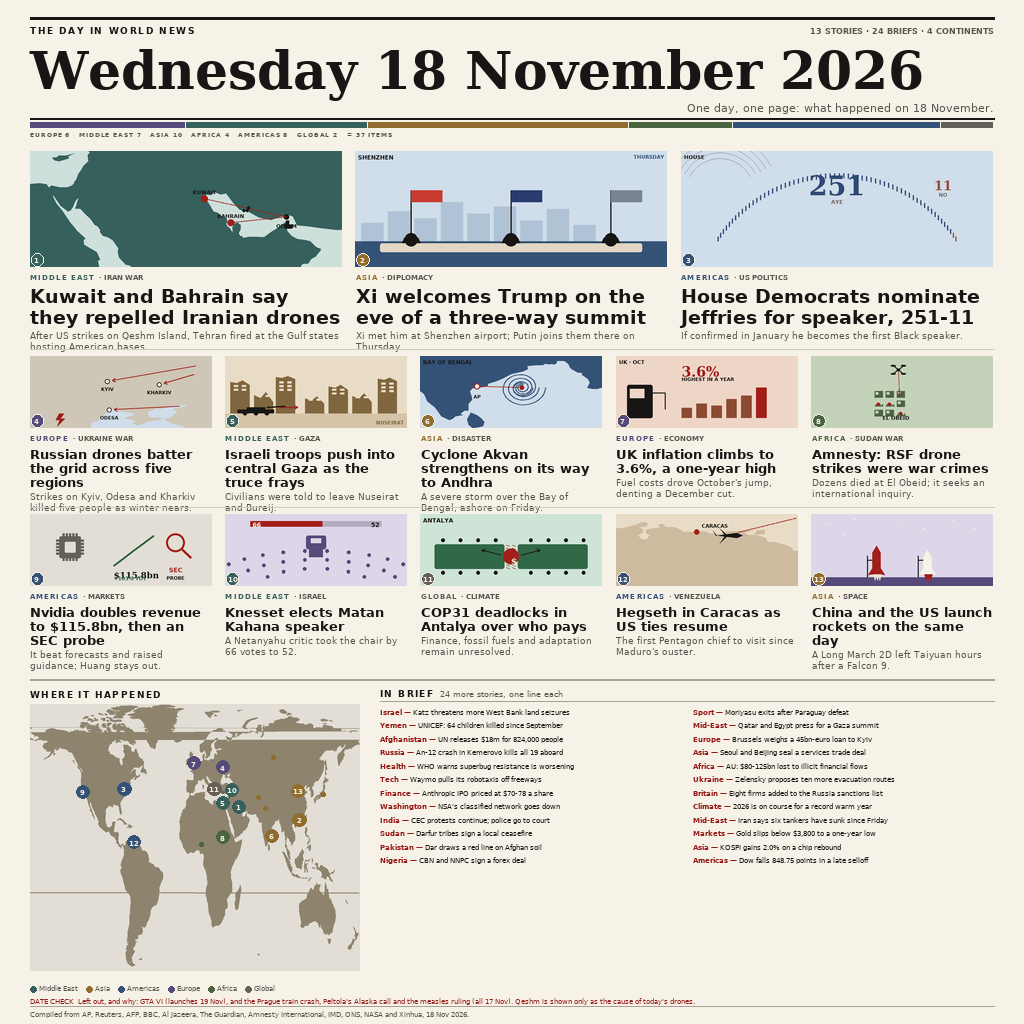 THE DAY IN WORLD NEWS
13 STORIES · 24 BRIEFS · 4 CONTINENTS
Wednesday 18 November 2026
One day, one page: what happened on 18 November.
EUROPE 6 MIDDLE EAST 7 ASIA 10 AFRICA 4 AMERICAS 8 GLOBAL 2 = 37 ITEMS
KUWAIT
BAHRAIN
1
MIDDLE EAST · IRAN WAR
Kuwait and Bahrain say
they repelled Iranian drones
After US strikes on Qeshm Island, Tehran fired at the Gulf states
hosting American bases.
SHENZHEN
THURSDAY
2
ASIA · DIPLOMACY
Xi welcomes Trump on the
eve of a three-way summit
Xi met him at Shenzhen airport; Putin joins them on
Thursday.
HOUSE
251
AYE
11
NO
3
AMERICAS · US POLITICS
House Democrats nominate
Jeffries for speaker, 251-11
If confirmed in January he becomes the first Black speaker.
KYIV
KHARKIV
ODESA
4
EUROPE · UKRAINE WAR
Russian drones batter
the grid across five
regions
Strikes on Kyiv, Odesa and Kharkiv
killed five people as winter nears.
NUSEIRAT
5
MIDDLE EAST · GAZA
Israeli troops push into
central Gaza as the
truce frays
Civilians were told to leave Nuseirat
and Bureij.
BAY OF BENGAL
AP
6
ASIA · DISASTER
Cyclone Akvan
strengthens on its way
to Andhra
A severe storm over the Bay of
Bengal, ashore on Friday.
UK · OCT
3.6%
HIGHEST IN A YEAR
7
EUROPE · ECONOMY
UK inflation climbs to
3.6%, a one-year high
Fuel costs drove October's jump,
denting a December cut.
EL OBEID
8
AFRICA · SUDAN WAR
Amnesty: RSF drone
strikes were war crimes
Dozens died at El Obeid; it seeks an
international inquiry.
$115.8bn
SEC
PROBE
9
AMERICAS · MARKETS
Nvidia doubles revenue
to $115.8bn, then an
SEC probe
It beat forecasts and raised
guidance; Huang stays out.
66
52
10
MIDDLE EAST · ISRAEL
Knesset elects Matan
Kahana speaker
A Netanyahu critic took the chair by
66 votes to 52.
ANTALYA
11
GLOBAL · CLIMATE
COP31 deadlocks in
Antalya over who pays
Finance, fossil fuels and adaptation
remain unresolved.
CARACAS
12
AMERICAS · VENEZUELA
Hegseth in Caracas as
US ties resume
The first Pentagon chief to visit since
Maduro's ouster.
13
ASIA · SPACE
China and the US launch
rockets on the same
day
A Long March 2D left Taiyuan hours
after a Falcon 9.
WHERE IT HAPPENED
7
4
9
3
11
10
5
1
13
2
12
8
6
Middle East Asia Americas Europe Africa Global
IN BRIEF 24 more stories, one line each
Israel — Katz threatens more West Bank land seizures
Yemen — UNICEF: 64 children killed since September
Afghanistan — UN releases $18m for 824,000 people
Russia — An-12 crash in Kemerovo kills all 19 aboard
Health — WHO warns superbug resistance is worsening
Tech — Waymo pulls its robotaxis off freeways
Finance — Anthropic IPO priced at $70-78 a share
Washington — NSA's classified network goes down
India — CEC protests continue; police go to court
Sudan — Darfur tribes sign a local ceasefire
Pakistan — Dar draws a red line on Afghan soil
Nigeria — CBN and NNPC sign a forex deal
Sport — Moriyasu exits after Paraguay defeat
Mid-East — Qatar and Egypt press for a Gaza summit
Europe — Brussels weighs a 45bn-euro loan to Kyiv
Asia — Seoul and Beijing seal a services trade deal
Africa — AU: $80-125bn lost to illicit financial flows
Ukraine — Zelensky proposes ten more evacuation routes
Britain — Eight firms added to the Russia sanctions list
Climate — 2026 is on course for a record warm year
Mid-East — Iran says six tankers have sunk since Friday
Markets — Gold slips below $3,800 to a one-year low
Asia — KOSPI gains 2.0% on a chip rebound
Americas — Dow falls 848.75 points in a late selloff
DATE CHECK Left out, and why: GTA VI (launches 19 Nov), and the Prague train crash, Peltola's Alaska call and the measles ruling (all 17 Nov). Qeshm is shown only as the cause of today's drones.
Compiled from AP, Reuters, AFP, BBC, Al Jazeera, The Guardian, Amnesty International, IMD, ONS, NASA and Xinhua, 18 Nov 2026.